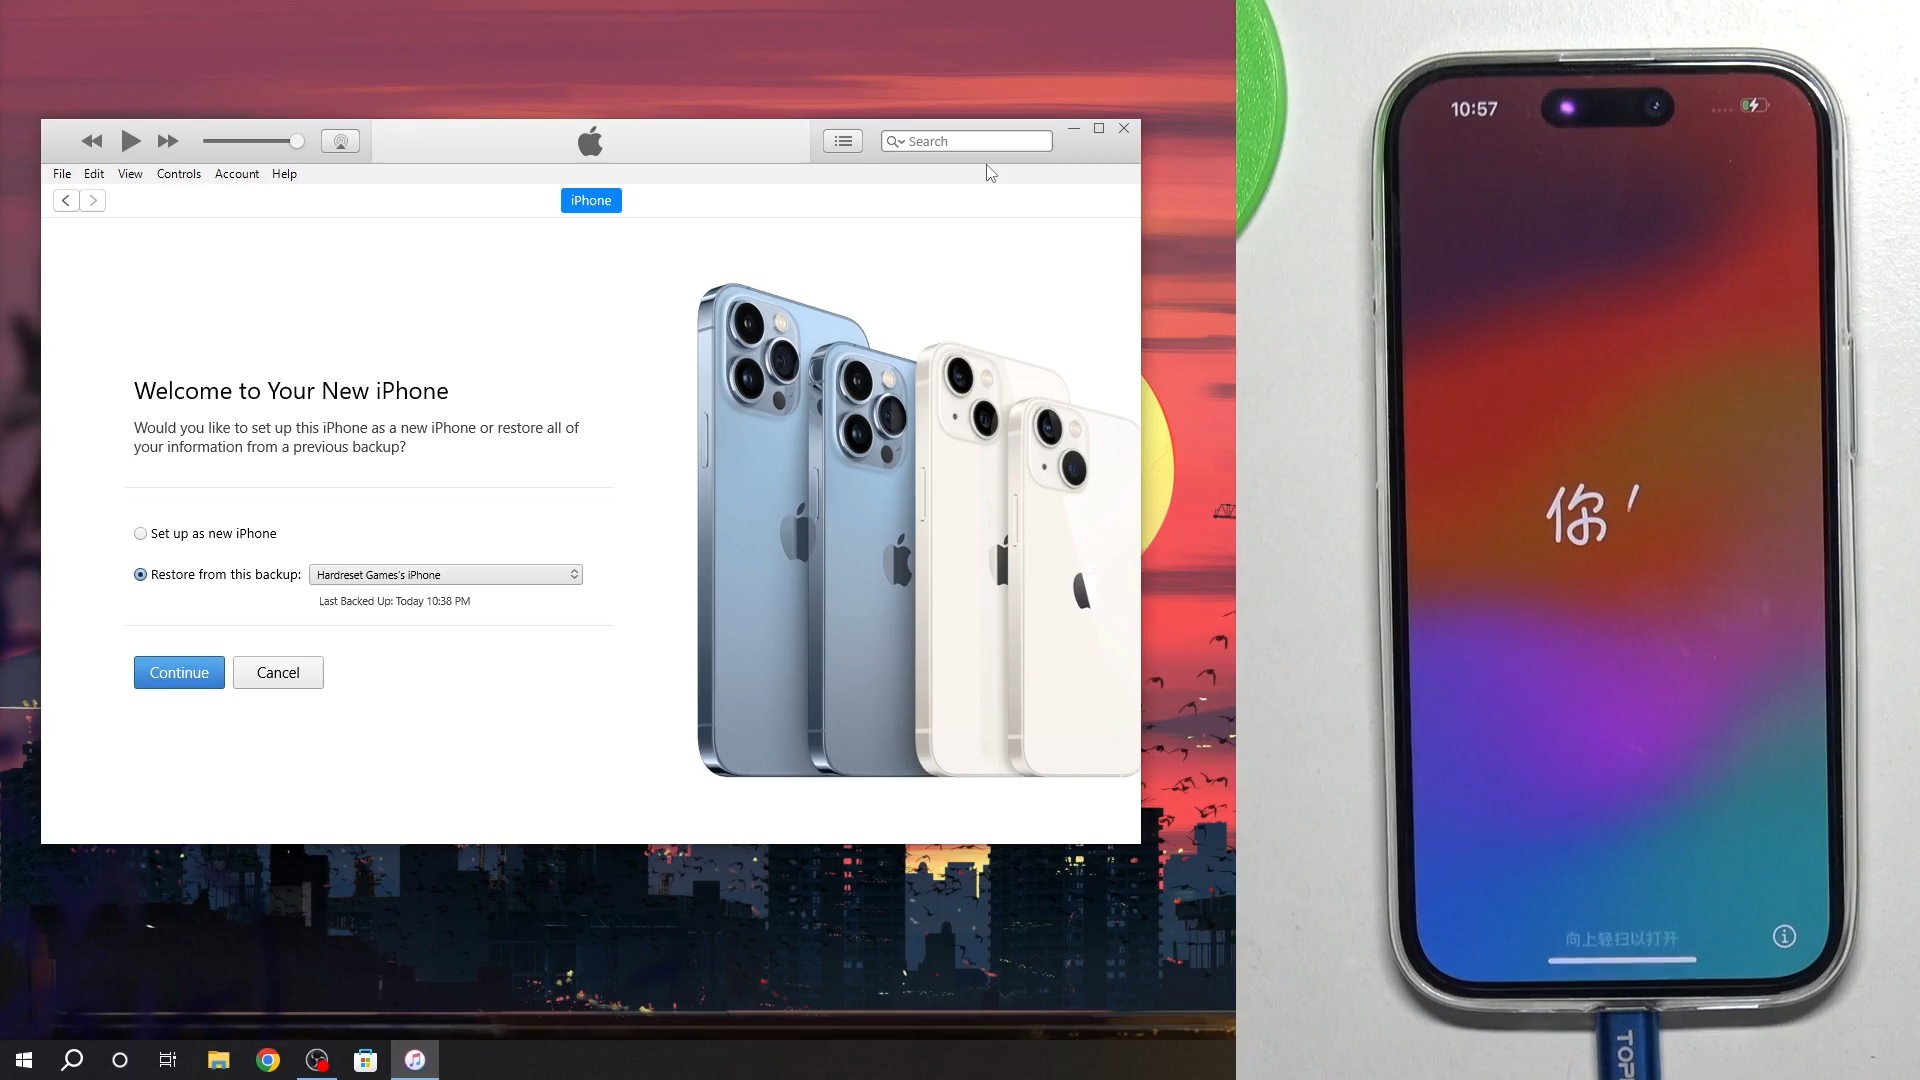 Search
File Edit View Controls Account Help
iPhone
Welcome to Your New iPhone
Would you like to set up this iPhone as a new iPhone or restore all of
your information from a previous backup?
Set up as new iPhone
Restore from this backup: Hardreset Games's iPhone
Last Backed Up: Today 10:38 PM
Continue Cancel
10:57
你
向上轻扫以打开